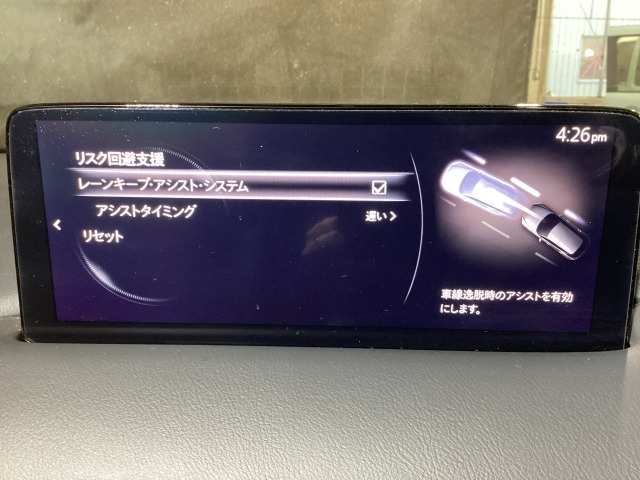 4:26pm
リスク回避支援
レーンキープ・アシスト・システム
アシストタイミング 遅い
リセット
車線逸脱時のアシストを有効
にします。